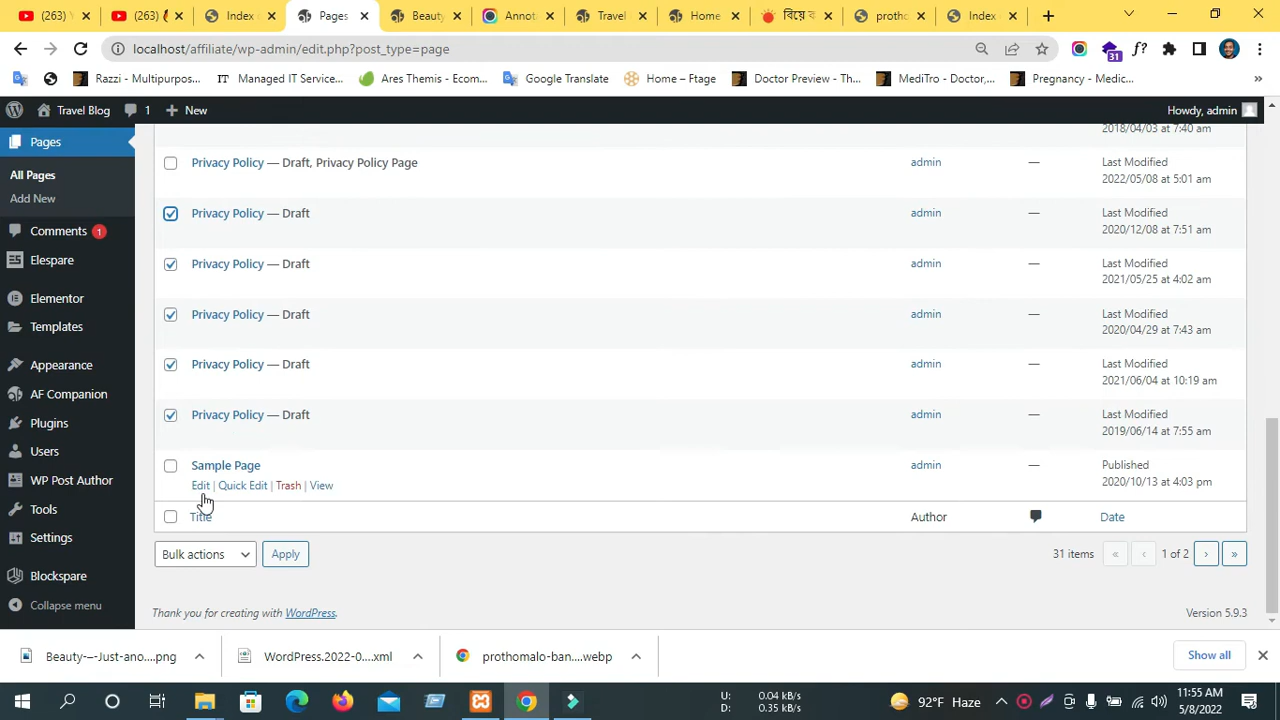 (263) Y
(263) 
Index o
Pages
Beauty
Annota
Travel
Home
বিয়ে ক
protho
Index o
localhost/affiliate/wp-admin/edit.php?post_type=page
31
f?
Razzi - Multipurpos...
IT Managed IT Service...
Ares Themis - Ecom...
Google Translate
Home – Ftage
Doctor Preview - Th...
MediTro - Doctor,...
Pregnancy - Medic...
»
Travel Blog
1
New
Howdy, admin
Pages
All Pages
Add New
Comments 1
Elespare
Elementor
Templates
Appearance
AF Companion
Plugins
Users
WP Post Author
Tools
Settings
Blockspare
Collapse menu
2018/04/03 at 7:40 am
Privacy Policy — Draft, Privacy Policy Page admin — Last Modified
2022/05/08 at 5:01 am
Privacy Policy — Draft admin — Last Modified
2020/12/08 at 7:51 am
Privacy Policy — Draft admin — Last Modified
2021/05/25 at 4:02 am
Privacy Policy — Draft admin — Last Modified
2020/04/29 at 7:43 am
Privacy Policy — Draft admin — Last Modified
2021/06/04 at 10:19 am
Privacy Policy — Draft admin — Last Modified
2019/06/14 at 7:55 am
Sample Page admin — Published
Edit | Quick Edit | Trash | View 2020/10/13 at 4:03 pm
Title Author Date
Bulk actions Apply 31 items « ‹ 1 of 2 › »
Thank you for creating with WordPress. Version 5.9.3
Beauty-–-Just-ano....png
WordPress.2022-0....xml
prothomalo-ban....webp
Show all
U: 0.04 kB/s
D: 0.35 kB/s
92°F Haze
11:55 AM
5/8/2022